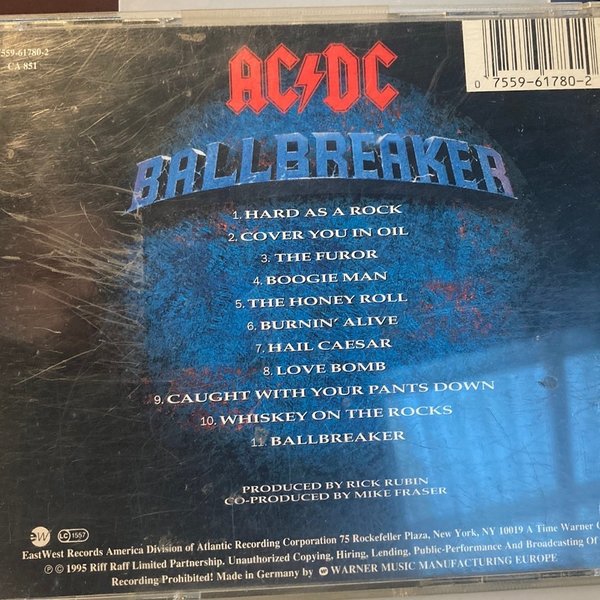 7559-61780-2
CA 851
AC DC
BALLBREAKER
0 7559-61780-2
1. HARD AS A ROCK
2. COVER YOU IN OIL
3. THE FUROR
4. BOOGIE MAN
5. THE HONEY ROLL
6. BURNIN' ALIVE
7. HAIL CAESAR
8. LOVE BOMB
9. CAUGHT WITH YOUR PANTS DOWN
10. WHISKEY ON THE ROCKS
11. BALLBREAKER
PRODUCED BY RICK RUBIN
CO-PRODUCED BY MIKE FRASER
ew LC 1557
EastWest Records America Division of Atlantic Recording Corporation 75 Rockefeller Plaza, New York, NY 10019 A Time Warner C
℗ © 1995 Riff Raff Limited Partnership, Unauthorized Copying, Hiring, Lending, Public-Performance And Broadcasting Of
Recording Prohibited! Made in Germany by WARNER MUSIC MANUFACTURING EUROPE